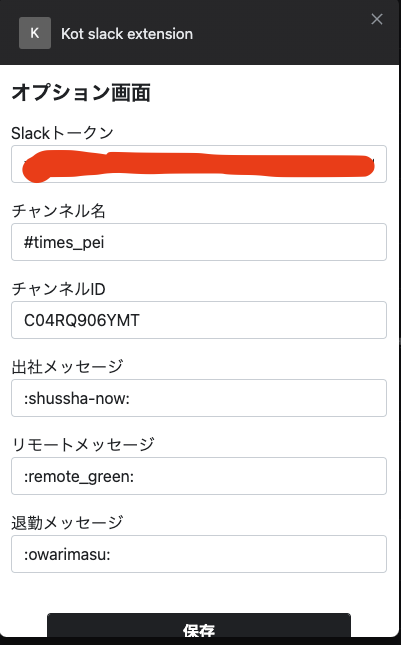 K Kot slack extension
オプション画面
Slackトークン
チャンネル名
#times_pei
チャンネルID
C04RQ906YMT
出社メッセージ
:shussha-now:
リモートメッセージ
:remote_green:
退勤メッセージ
:owarimasu:
保存